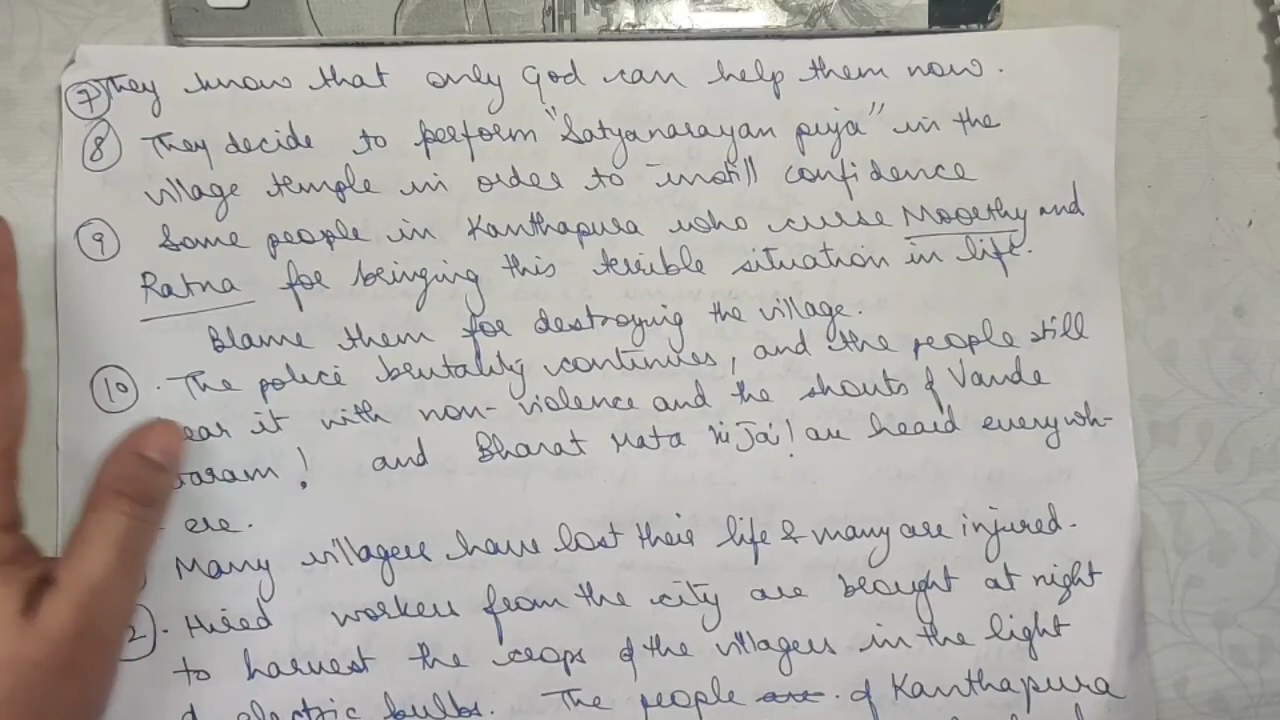 7 They know that only God can help them now.
8 They decide to perform "Satyanarayan puja" in the
village temple in order to instill confidence
9 Some people in Kanthapura who curse Moorthy and
Ratna for bringing this terrible situation in life.
Blame them for destroying the village.
10. The police brutality continues, and the people still
ear it with non-violence and the shouts of Vande
taram! and Bharat Mata ki Jai! are heard everywh-
ere.
Many villagers have lost their life & many are injured.
2. Hired workers from the city are brought at night
to harvest the crops of the villagers in the light
electric bulbs. The people of Kanthapura